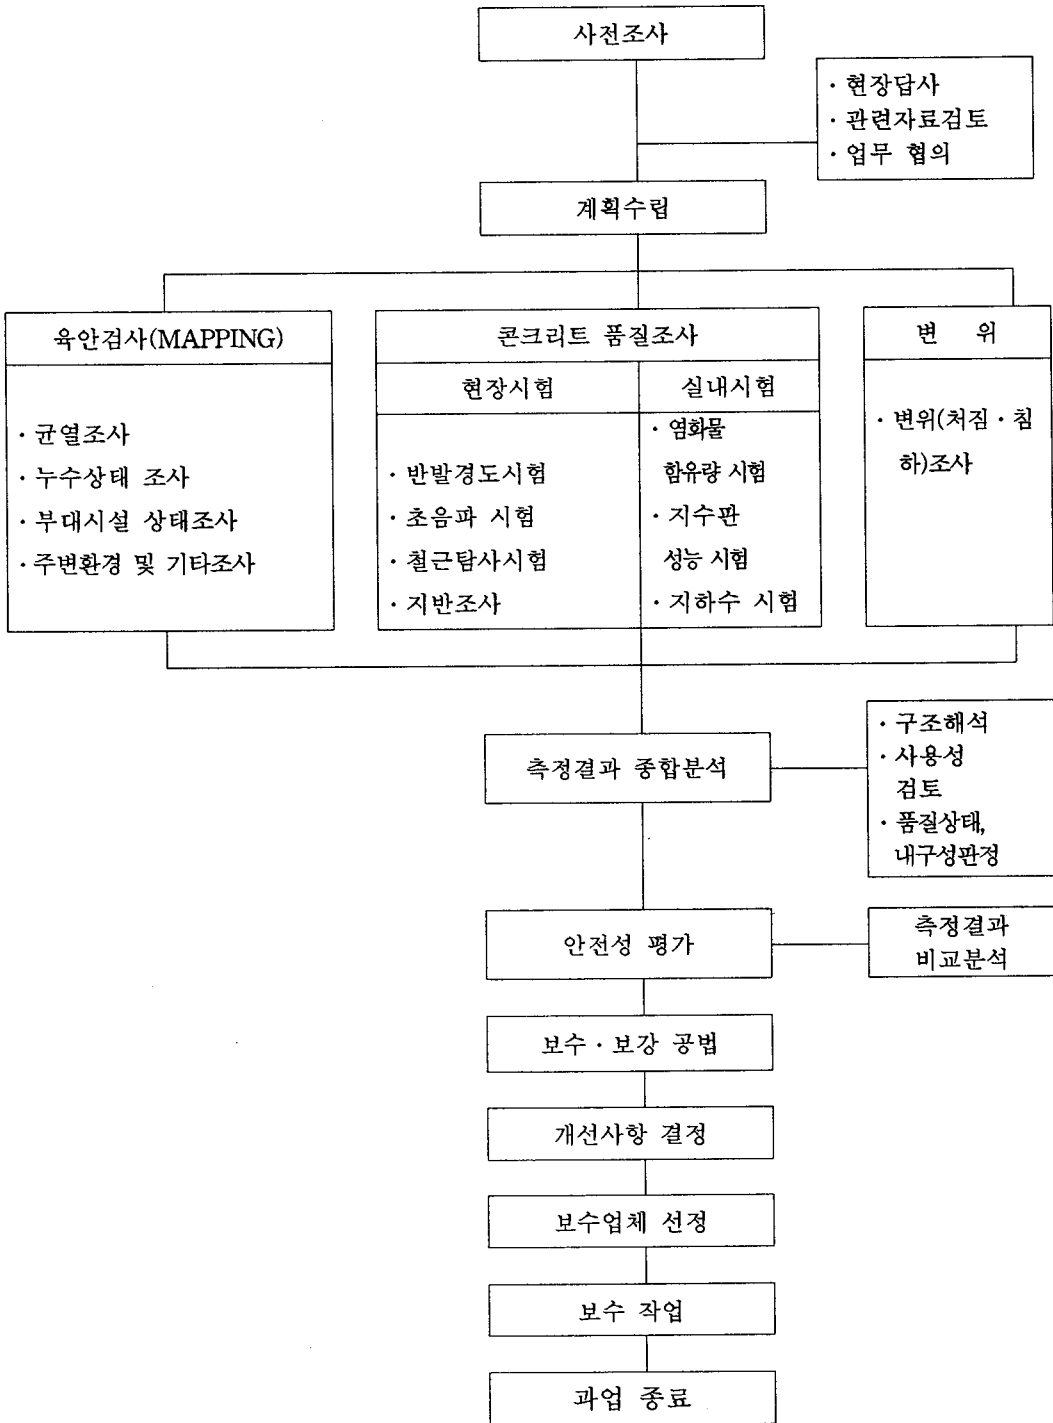 사전조사
· 현장답사
· 관련자료검토
· 업무 협의
계획수립
육안검사(MAPPING)
· 균열조사
· 누수상태 조사
· 부대시설 상태조사
· 주변환경 및 기타조사
콘크리트 품질조사
현장시험
· 반발경도시험
· 초음파 시험
· 철근탐사시험
· 지반조사
실내시험
· 염화물
함유량 시험
· 지수판
성능 시험
· 지하수 시험
변 위
· 변위(처짐 · 침
하)조사
측정결과 종합분석
· 구조해석
· 사용성
검토
· 품질상태,
내구성판정
안전성 평가
측정결과
비교분석
보수 · 보강 공법
개선사항 결정
보수업체 선정
보수 작업
과업 종료